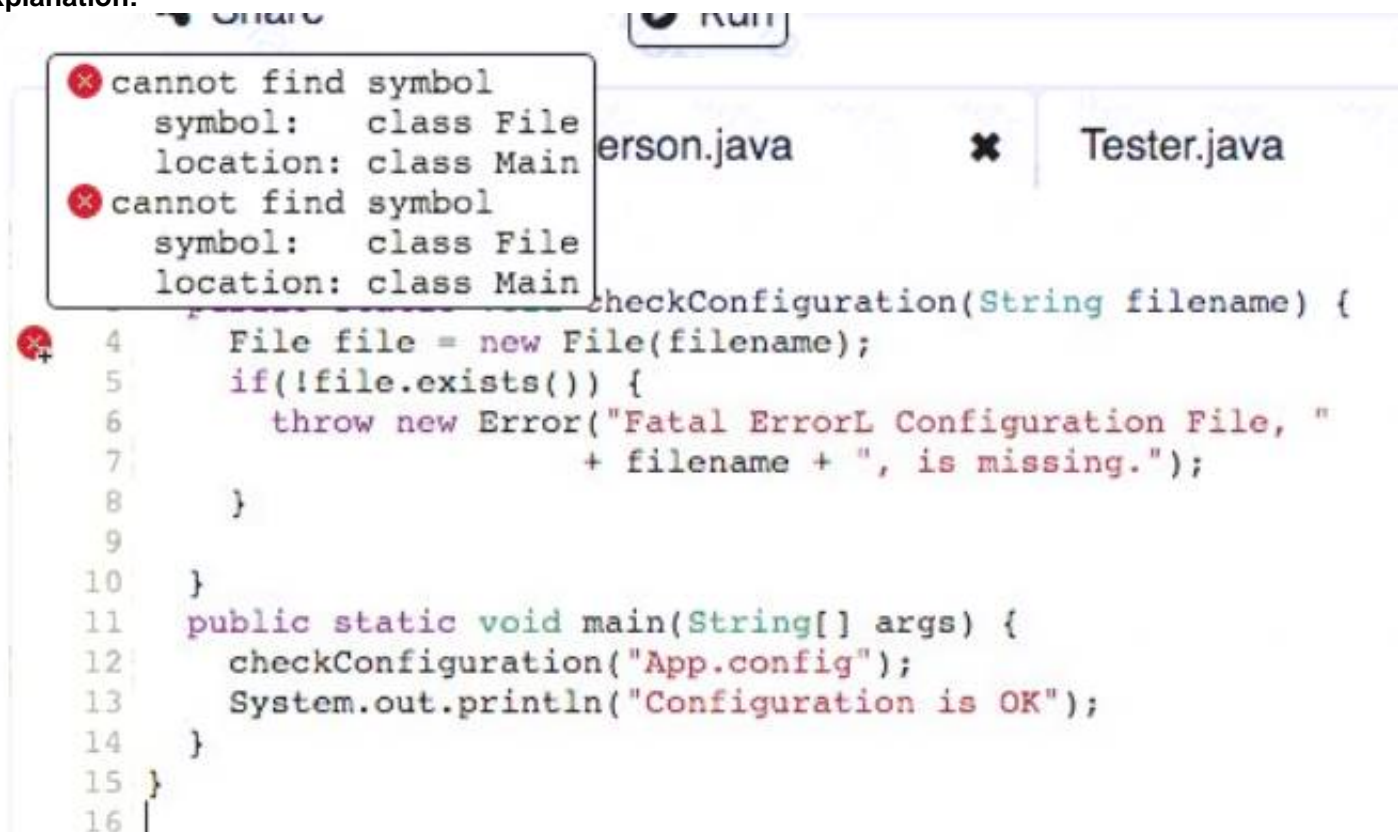 xplanation:
Share Run
cannot find symbol
symbol: class File
location: class Main
cannot find symbol
symbol: class File
location: class Main
erson.java ✖ Tester.java
checkConfiguration(String filename) {
4 File file = new File(filename);
5 if(!file.exists()) {
6 throw new Error("Fatal ErrorL Configuration File, "
7 + filename + ", is missing.");
8 }
9
10 }
11 public static void main(String[] args) {
12 checkConfiguration("App.config");
13 System.out.println("Configuration is OK");
14 }
15 }
16